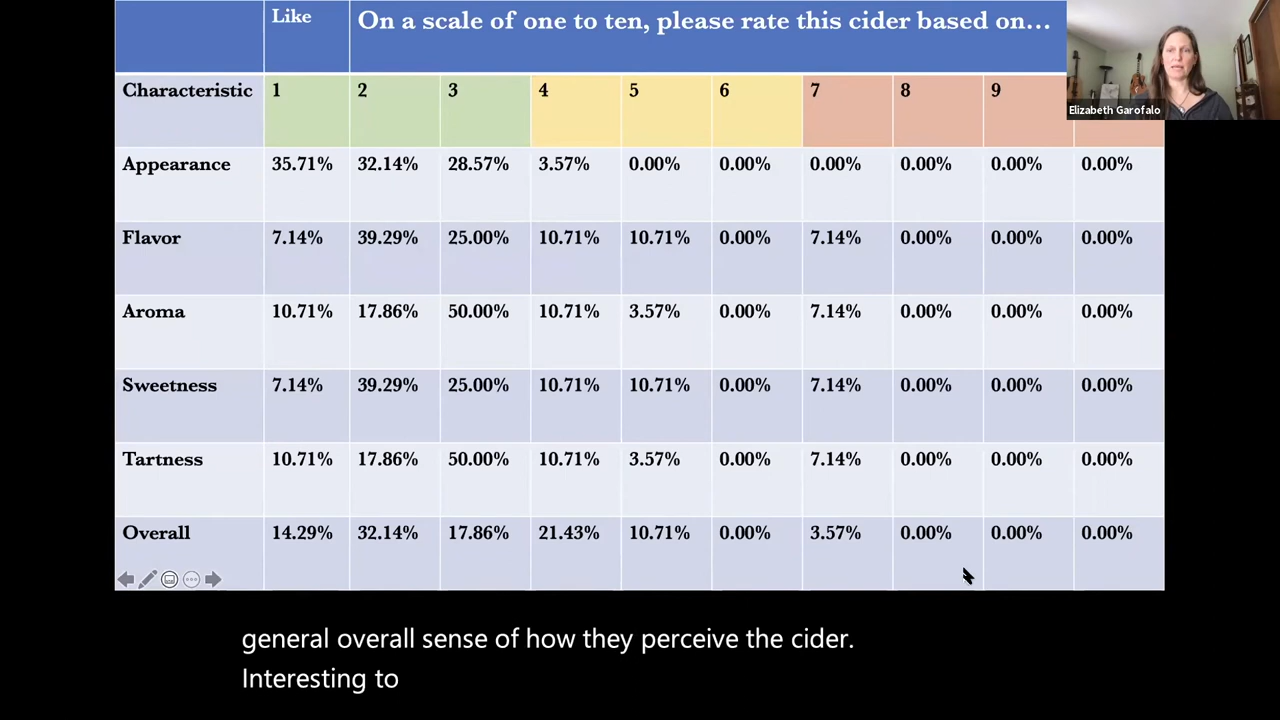 Like On a scale of one to ten, please rate this cider based on...
Elizabeth Garofalo
Characteristic 1 2 3 4 5 6 7 8 9
Appearance 35.71% 32.14% 28.57% 3.57% 0.00% 0.00% 0.00% 0.00% 0.00% 0.00%
Flavor 7.14% 39.29% 25.00% 10.71% 10.71% 0.00% 7.14% 0.00% 0.00% 0.00%
Aroma 10.71% 17.86% 50.00% 10.71% 3.57% 0.00% 7.14% 0.00% 0.00% 0.00%
Sweetness 7.14% 39.29% 25.00% 10.71% 10.71% 0.00% 7.14% 0.00% 0.00% 0.00%
Tartness 10.71% 17.86% 50.00% 10.71% 3.57% 0.00% 7.14% 0.00% 0.00% 0.00%
Overall 14.29% 32.14% 17.86% 21.43% 10.71% 0.00% 3.57% 0.00% 0.00% 0.00%
general overall sense of how they perceive the cider.
Interesting to